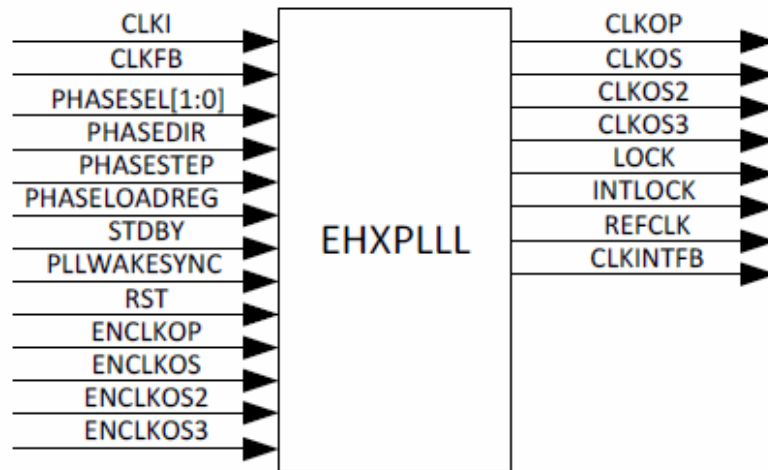 CLKI
CLKFB
PHASESEL[1:0]
PHASEDIR
PHASESTEP
PHASELOADREG
STDBY
PLLWAKESYNC
RST
ENCLKOP
ENCLKOS
ENCLKOS2
ENCLKOS3
EHXPLLL
CLKOP
CLKOS
CLKOS2
CLKOS3
LOCK
INTLOCK
REFCLK
CLKINTFB